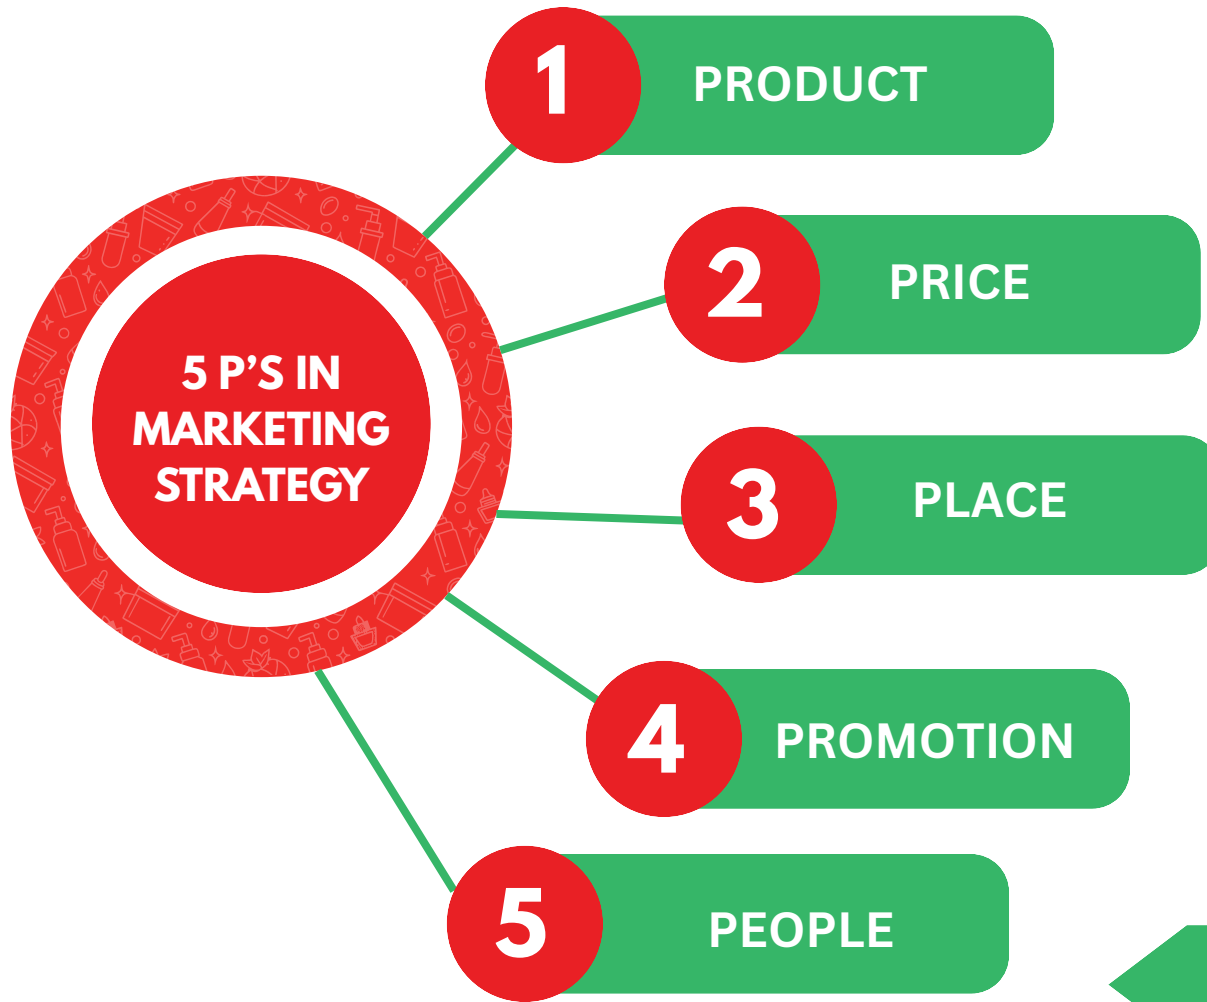 1
PRODUCT
2
PRICE
5 P’S IN
MARKETING
STRATEGY
3
PLACE
4
PROMOTION
5
PEOPLE